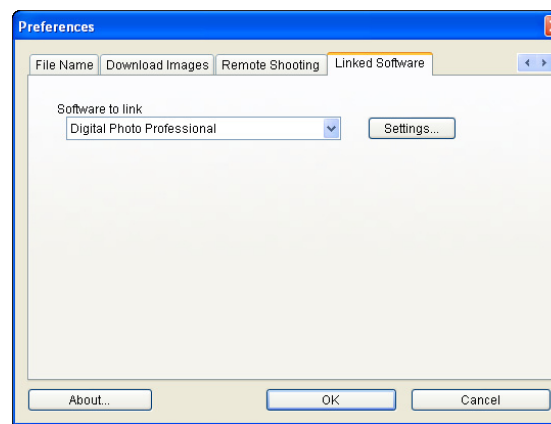 Preferences
File Name Download Images Remote Shooting Linked Software
Software to link
Digital Photo Professional Settings...
About... OK Cancel